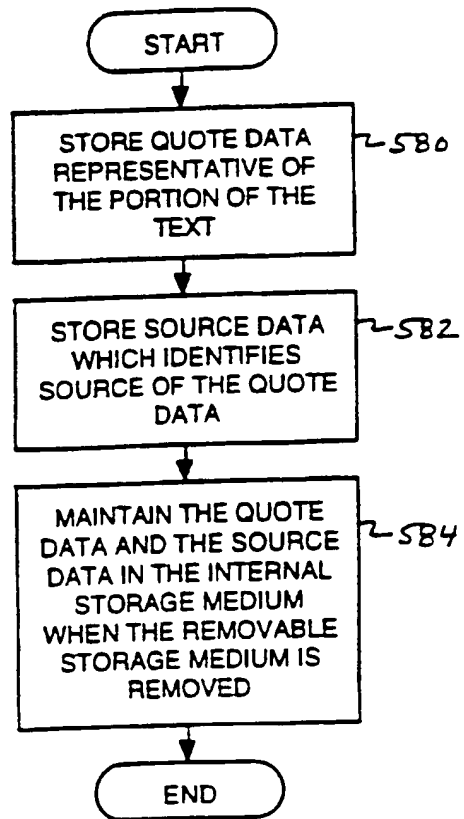 START
STORE QUOTE DATA
REPRESENTATIVE OF
THE PORTION OF THE
TEXT
580
STORE SOURCE DATA
WHICH IDENTIFIES
SOURCE OF THE QUOTE
DATA
582
MAINTAIN THE QUOTE
DATA AND THE SOURCE
DATA IN THE INTERNAL
STORAGE MEDIUM
WHEN THE REMOVABLE
STORAGE MEDIUM IS
REMOVED
584
END